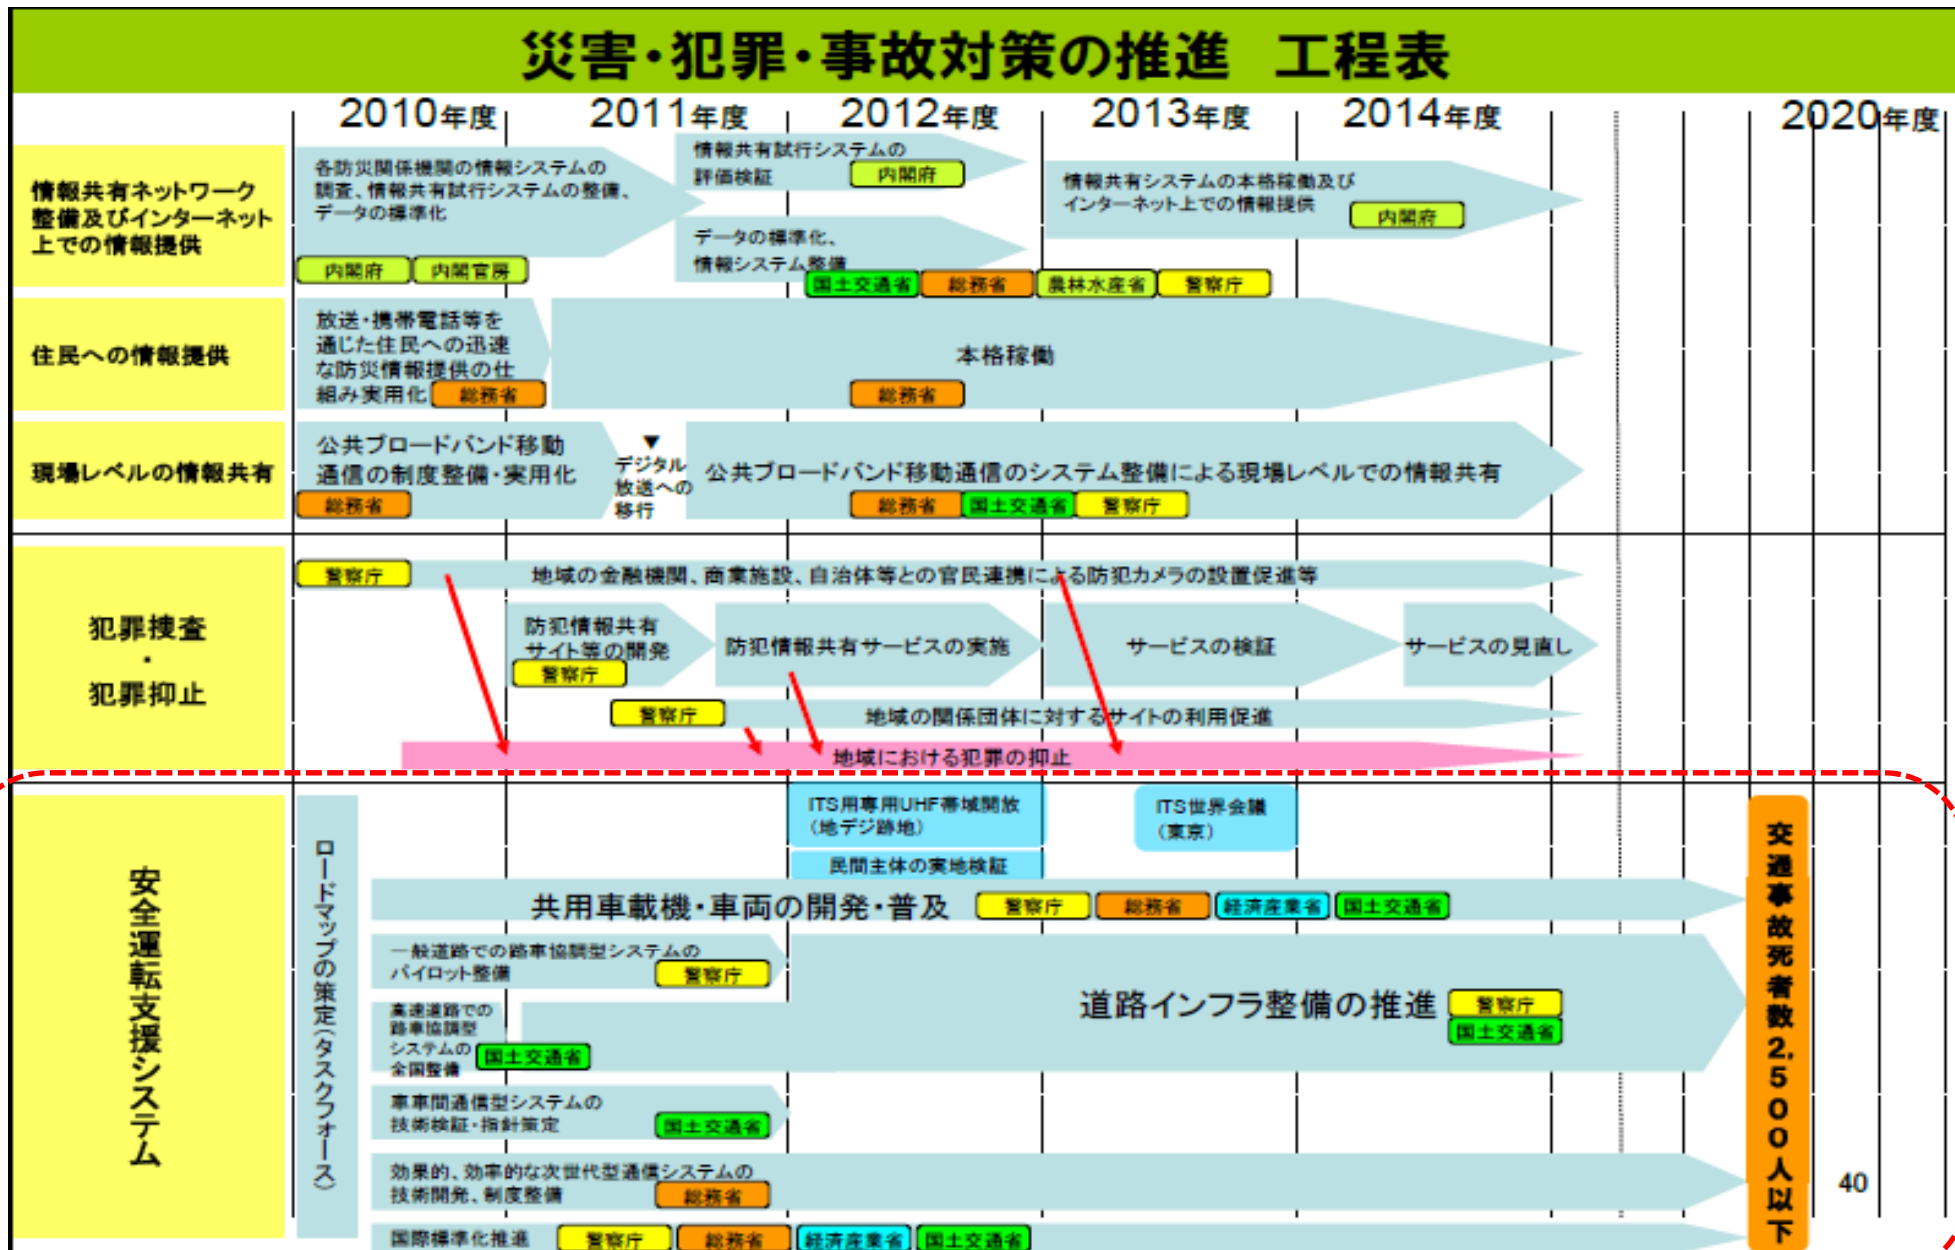 災害・犯罪・事故対策の推進　工程表
2010年度
2011年度
2012年度
2013年度
2014年度
2020年度
情報共有ネットワーク
整備及びインターネット
上での情報提供
各防災関係機関の情報システムの
調査、情報共有試行システムの整備、
データの標準化
内閣府
内閣官房
情報共有試行システムの
評価検証
内閣府
データの標準化、
情報システム整備
国土交通省
総務省
農林水産省
警察庁
情報共有システムの本格稼働及び
インターネット上での情報提供
内閣府
住民への情報提供
放送・携帯電話等を
通じた住民への迅速
な防災情報提供の仕
組み実用化
総務省
本格稼働
総務省
現場レベルの情報共有
公共ブロードバンド移動
通信の制度整備・実用化
総務省
▼
デジタル
放送への
移行
公共ブロードバンド移動通信のシステム整備による現場レベルでの情報共有
総務省
国土交通省
警察庁
犯罪捜査
・
犯罪抑止
警察庁
地域の金融機関、商業施設、自治体等との官民連携による防犯カメラの設置促進等
防犯情報共有
サイト等の開発
警察庁
防犯情報共有サービスの実施
サービスの検証
サービスの見直し
警察庁
地域の関係団体に対するサイトの利用促進
地域における犯罪の抑止
安全運転支援システム
ロードマップの策定(タスクフォース)
ITS用専用UHF帯域開放
(地デジ跡地)
民間主体の実地検証
ITS世界会議
(東京)
共用車載機・車両の開発・普及
警察庁
総務省
経済産業省
国土交通省
一般道路での路車協調型システムの
パイロット整備
警察庁
高速道路での
路車協調型
システムの
全国整備
国土交通省
道路インフラ整備の推進
警察庁
国土交通省
車車間通信型システムの
技術検証・指針策定
国土交通省
効果的、効率的な次世代型通信システムの
技術開発、制度整備
総務省
国際標準化推進
警察庁
総務省
経済産業省
国土交通省
交通事故死者数2,500人以下
40